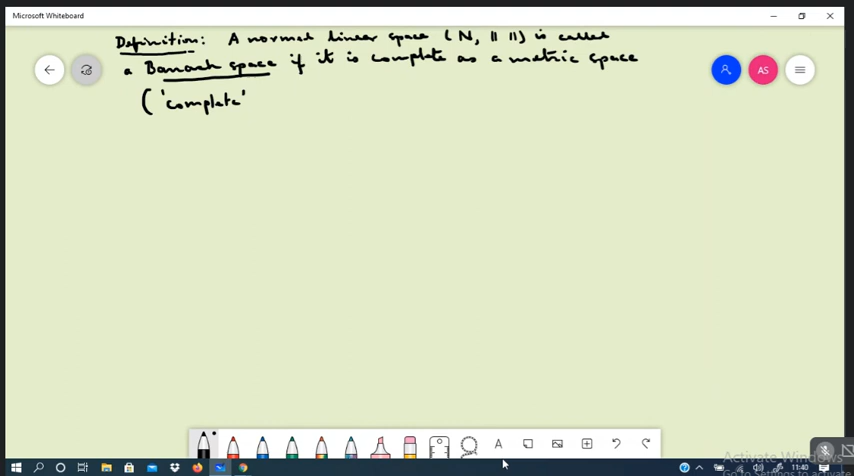 Microsoft Whiteboard
Definition: A normal linear space (N, || ||) is called
a Banach space if it is complete as a metric space
('complete'
AS
A
Activate Windows
Go to Settings to activate
11:40